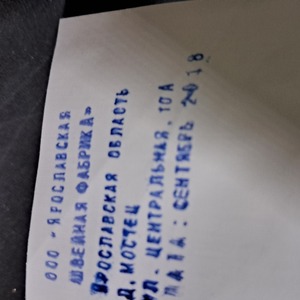 ООО - ЯРОСЛАВСКАЯ
ШВЕЙНАЯ ФАБРИКА»
ЯРОСЛАВСКАЯ ОБЛАСТЬ
Д. МОСТЕЦ
УЛ. ЦЕНТРАЛЬНАЯ, 10А
ДАТА: СЕНТЯБРЬ 2018